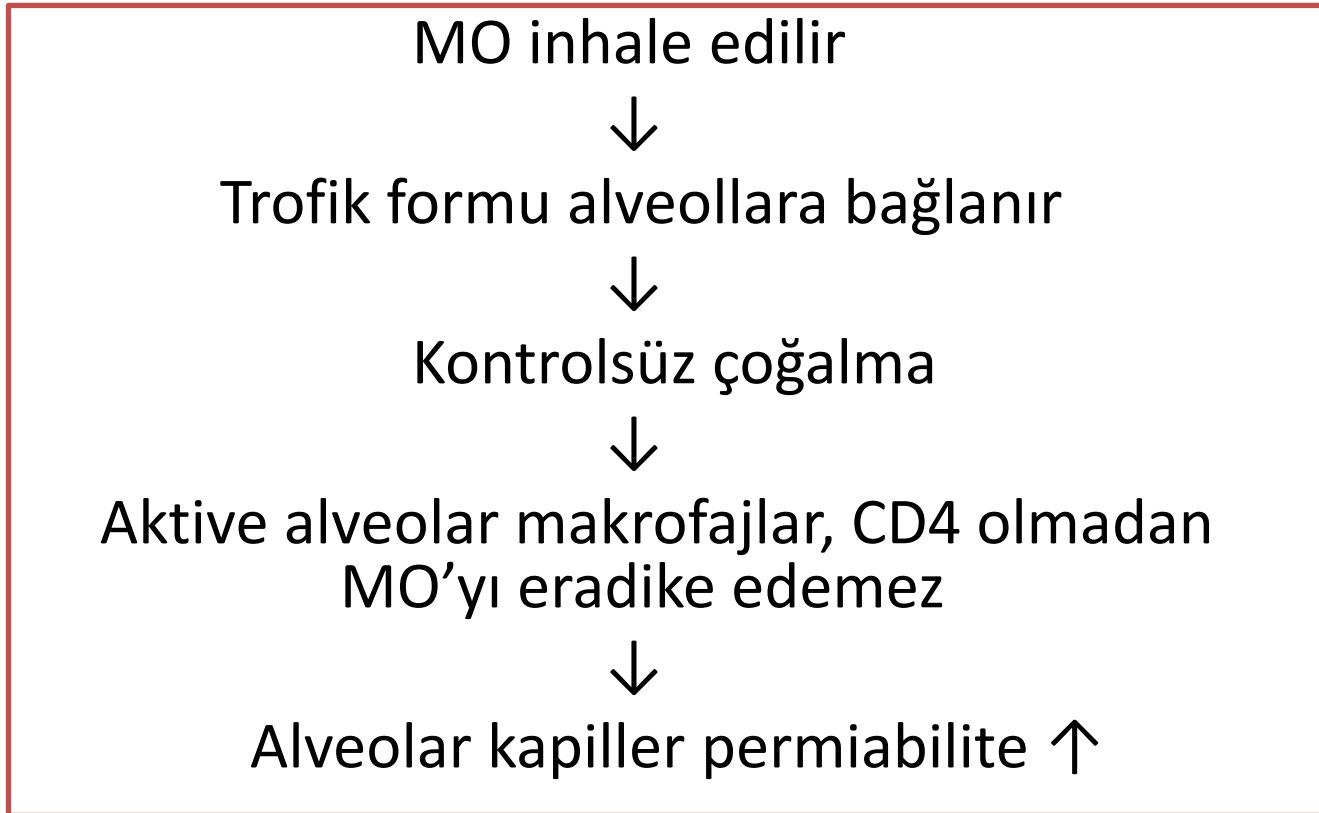 MO inhale edilir
↓
Trofik formu alveollara bağlanır
↓
Kontrolsüz çoğalma
↓
Aktive alveolar makrofajlar, CD4 olmadan
MO’yı eradike edemez
↓
Alveolar kapiller permiabilite ↑